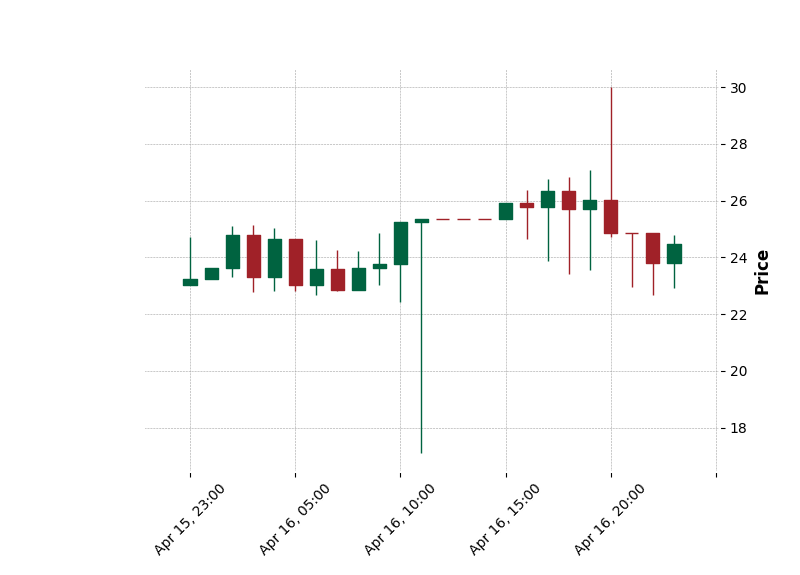 30
28
26
24
22
20
18
Price
Apr 15, 23:00
Apr 16, 05:00
Apr 16, 10:00
Apr 16, 15:00
Apr 16, 20:00